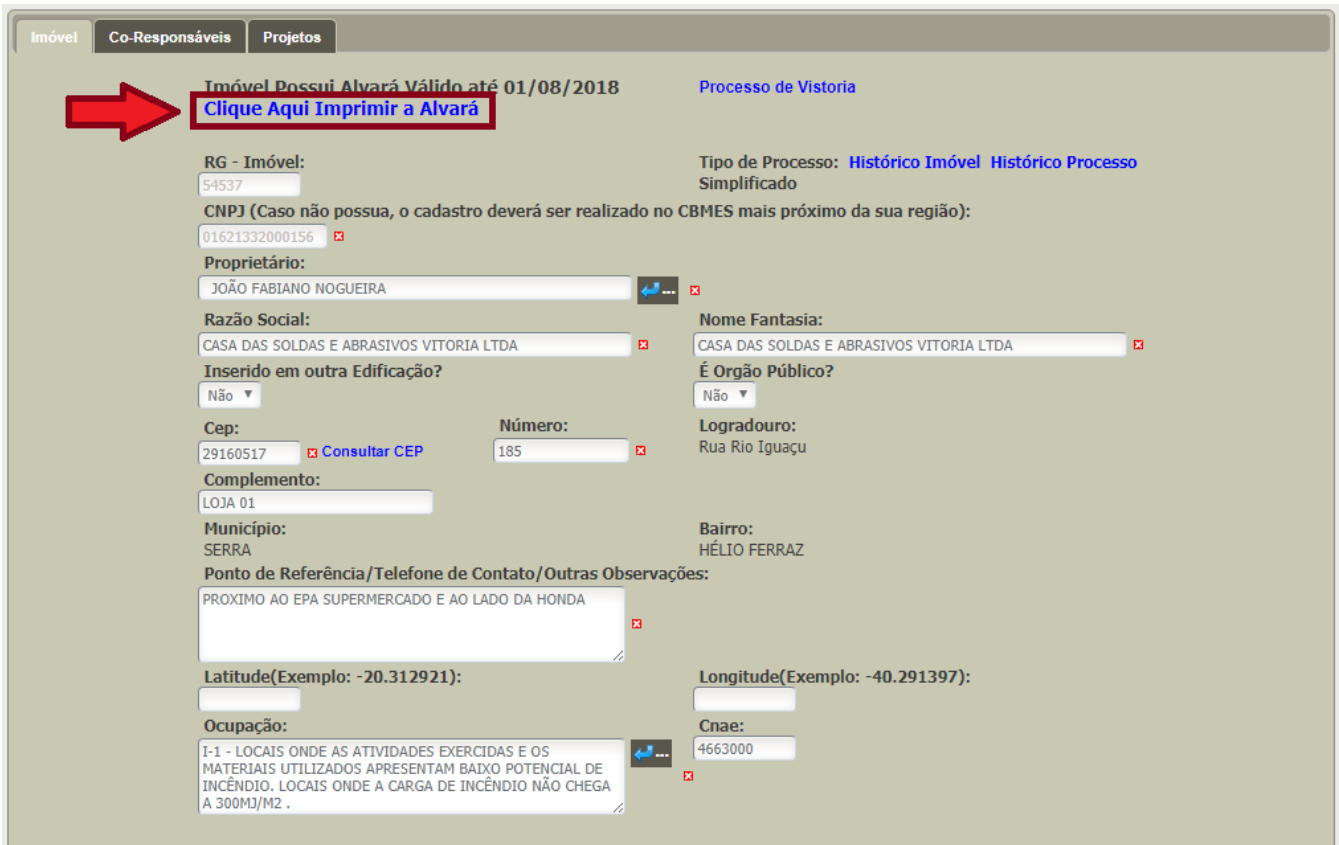 Imóvel Co-Responsáveis Projetos
Imóvel Possui Alvará Válido até 01/08/2018 Processo de Vistoria
Clique Aqui Imprimir a Alvará
RG - Imóvel: Tipo de Processo: Histórico Imóvel Histórico Processo
54537 Simplificado
CNPJ (Caso não possua, o cadastro deverá ser realizado no CBMES mais próximo da sua região):
01621332000156
Proprietário:
JOÃO FABIANO NOGUEIRA ...
Razão Social: Nome Fantasia:
CASA DAS SOLDAS E ABRASIVOS VITORIA LTDA CASA DAS SOLDAS E ABRASIVOS VITORIA LTDA
Inserido em outra Edificação? É Orgão Público?
Não Não
Cep: Número: Logradouro:
29160517 Consultar CEP 185 Rua Rio Iguaçu
Complemento:
LOJA 01
Município: Bairro:
SERRA HÉLIO FERRAZ
Ponto de Referência/Telefone de Contato/Outras Observações:
PROXIMO AO EPA SUPERMERCADO E AO LADO DA HONDA
Latitude(Exemplo: -20.312921): Longitude(Exemplo: -40.291397):
Ocupação: Cnae:
I-1 - LOCAIS ONDE AS ATIVIDADES EXERCIDAS E OS ... 4663000
MATERIAIS UTILIZADOS APRESENTAM BAIXO POTENCIAL DE
INCÊNDIO. LOCAIS ONDE A CARGA DE INCÊNDIO NÃO CHEGA
A 300MJ/M2 .